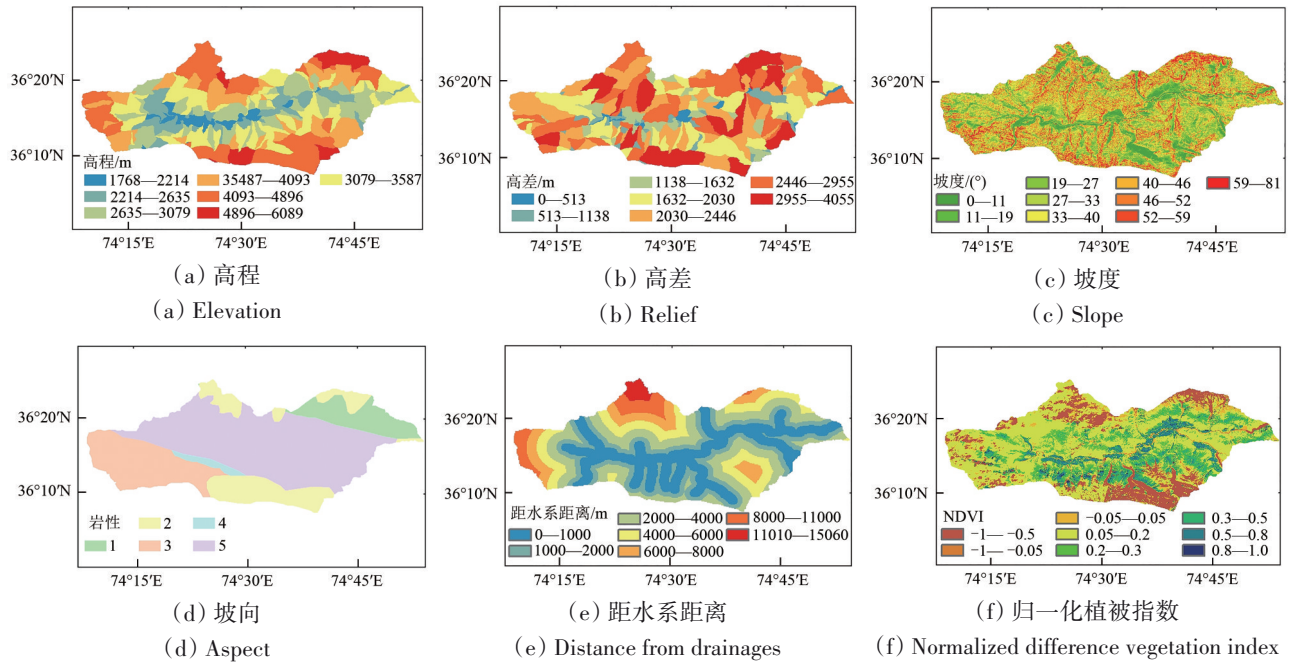 36°20′N
36°10′N
高程/m
1768—2214
2214—2635
2635—3079
35487—4093
4093—4896
4896—6089
3079—3587
74°15′E
74°30′E
74°45′E
(a) 高程
(a) Elevation
36°20′N
36°10′N
高差/m
0—513
513—1138
1138—1632
1632—2030
2030—2446
2446—2955
2955—4055
74°15′E
74°30′E
74°45′E
(b) 高差
(b) Relief
36°20′N
36°10′N
坡度/(°)
0—11
11—19
19—27
27—33
33—40
40—46
46—52
52—59
59—81
74°15′E
74°30′E
74°45′E
(c) 坡度
(c) Slope
36°20′N
36°10′N
岩性
1
2
3
4
5
74°15′E
74°30′E
74°45′E
(d) 坡向
(d) Aspect
36°20′N
36°10′N
距水系距离/m
0—1000
1000—2000
2000—4000
4000—6000
6000—8000
8000—11000
11010—15060
74°15′E
74°30′E
74°45′E
(e) 距水系距离
(e) Distance from drainages
36°20′N
36°10′N
NDVI
−1— −0.5
−1— −0.05
−0.05—0.05
0.05—0.2
0.2—0.3
0.3—0.5
0.5—0.8
0.8—1.0
74°15′E
74°30′E
74°45′E
(f) 归一化植被指数
(f) Normalized difference vegetation index